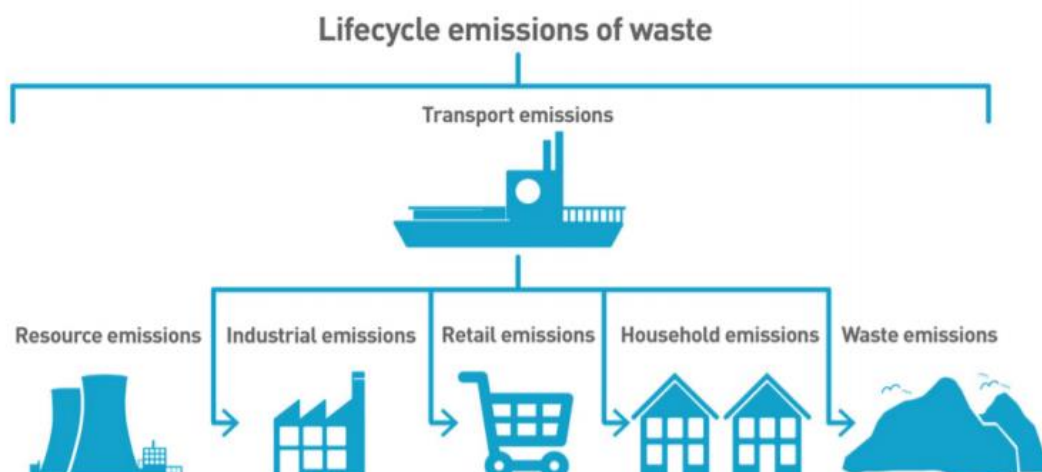 Lifecycle emissions of waste
Transport emissions
Resource emissions
Industrial emissions
Retail emissions
Household emissions
Waste emissions